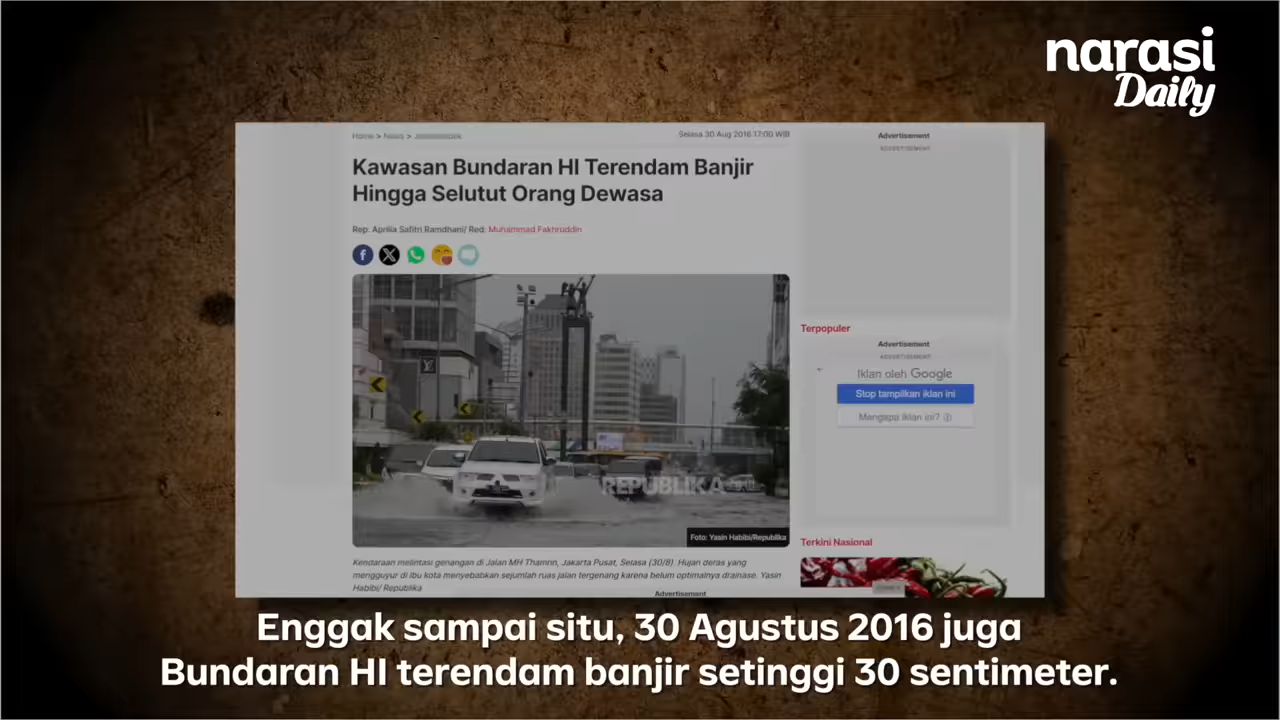 narasi
Daily
Home > News > Jabodetabek
Selasa 30 Aug 2016 17:00 WIB
Advertisement
ADVERTISEMENT
Kawasan Bundaran HI Terendam Banjir
Hingga Selutut Orang Dewasa
Rep: Aprilia Safitri Ramdhani/ Red: Muhammad Fakhruddin
Terpopuler
Advertisement
ADVERTISEMENT
Iklan oleh Google
Stop tampilkan iklan ini
Mengapa iklan ini?
REPUBLIKA
Foto: Yasin Habibi/Republika
Terkini Nasional
Kendaraan melintasi genangan di Jalan MH Thamrin, Jakarta Pusat, Selasa (30/8). Hujan deras yang
mengguyur di ibu kota menyebabkan sejumlah ruas jalan tergenang karena belum optimalnya drainase. Yasin
Habibi/ Republika
Advertisement
Enggak sampai situ, 30 Agustus 2016 juga
Bundaran HI terendam banjir setinggi 30 sentimeter.